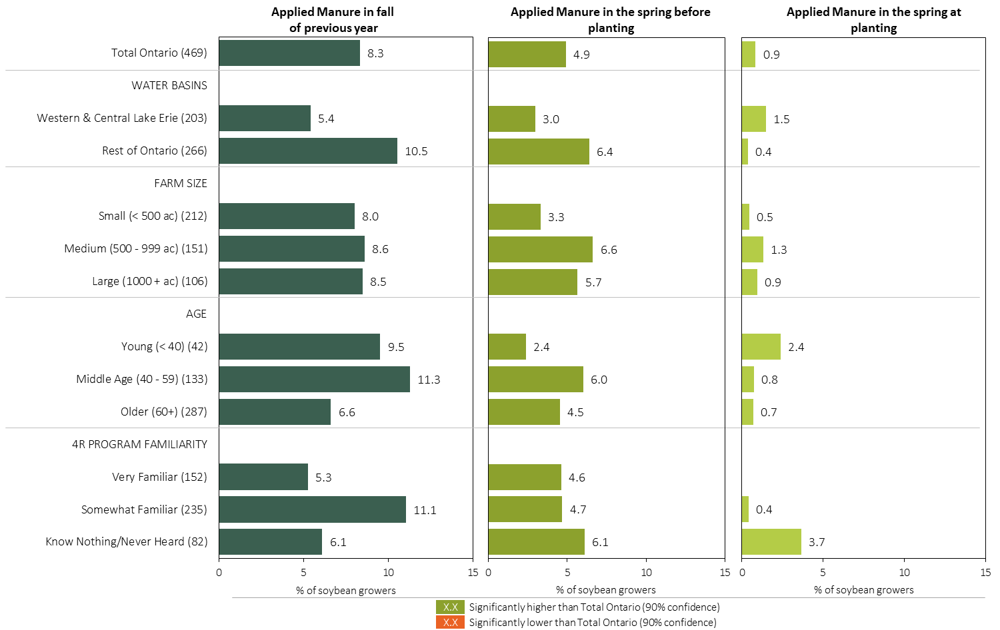 Applied Manure in fall
of previous year
Applied Manure in the spring before
planting
Applied Manure in the spring at
planting
Total Ontario (469) 8.3 4.9 0.9
WATER BASINS
Western & Central Lake Erie (203) 5.4 3.0 1.5
Rest of Ontario (266) 10.5 6.4 0.4
FARM SIZE
Small (< 500 ac) (212) 8.0 3.3 0.5
Medium (500 - 999 ac) (151) 8.6 6.6 1.3
Large (1000 + ac) (106) 8.5 5.7 0.9
AGE
Young (< 40) (42) 9.5 2.4 2.4
Middle Age (40 - 59) (133) 11.3 6.0 0.8
Older (60+) (287) 6.6 4.5 0.7
4R PROGRAM FAMILIARITY
Very Familiar (152) 5.3 4.6
Somewhat Familiar (235) 11.1 4.7 0.4
Know Nothing/Never Heard (82) 6.1 6.1 3.7
0 5 10 15 0 5 10 15 0 5 10 15
% of soybean growers % of soybean growers % of soybean growers
X.X Significantly higher than Total Ontario (90% confidence)
X.X Significantly lower than Total Ontario (90% confidence)